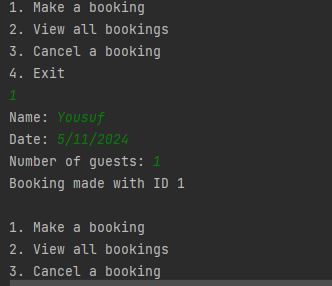 1. Make a booking
2. View all bookings
3. Cancel a booking
4. Exit
1
Name: Yousuf
Date: 5/11/2024
Number of guests: 1
Booking made with ID 1
1. Make a booking
2. View all bookings
3. Cancel a booking